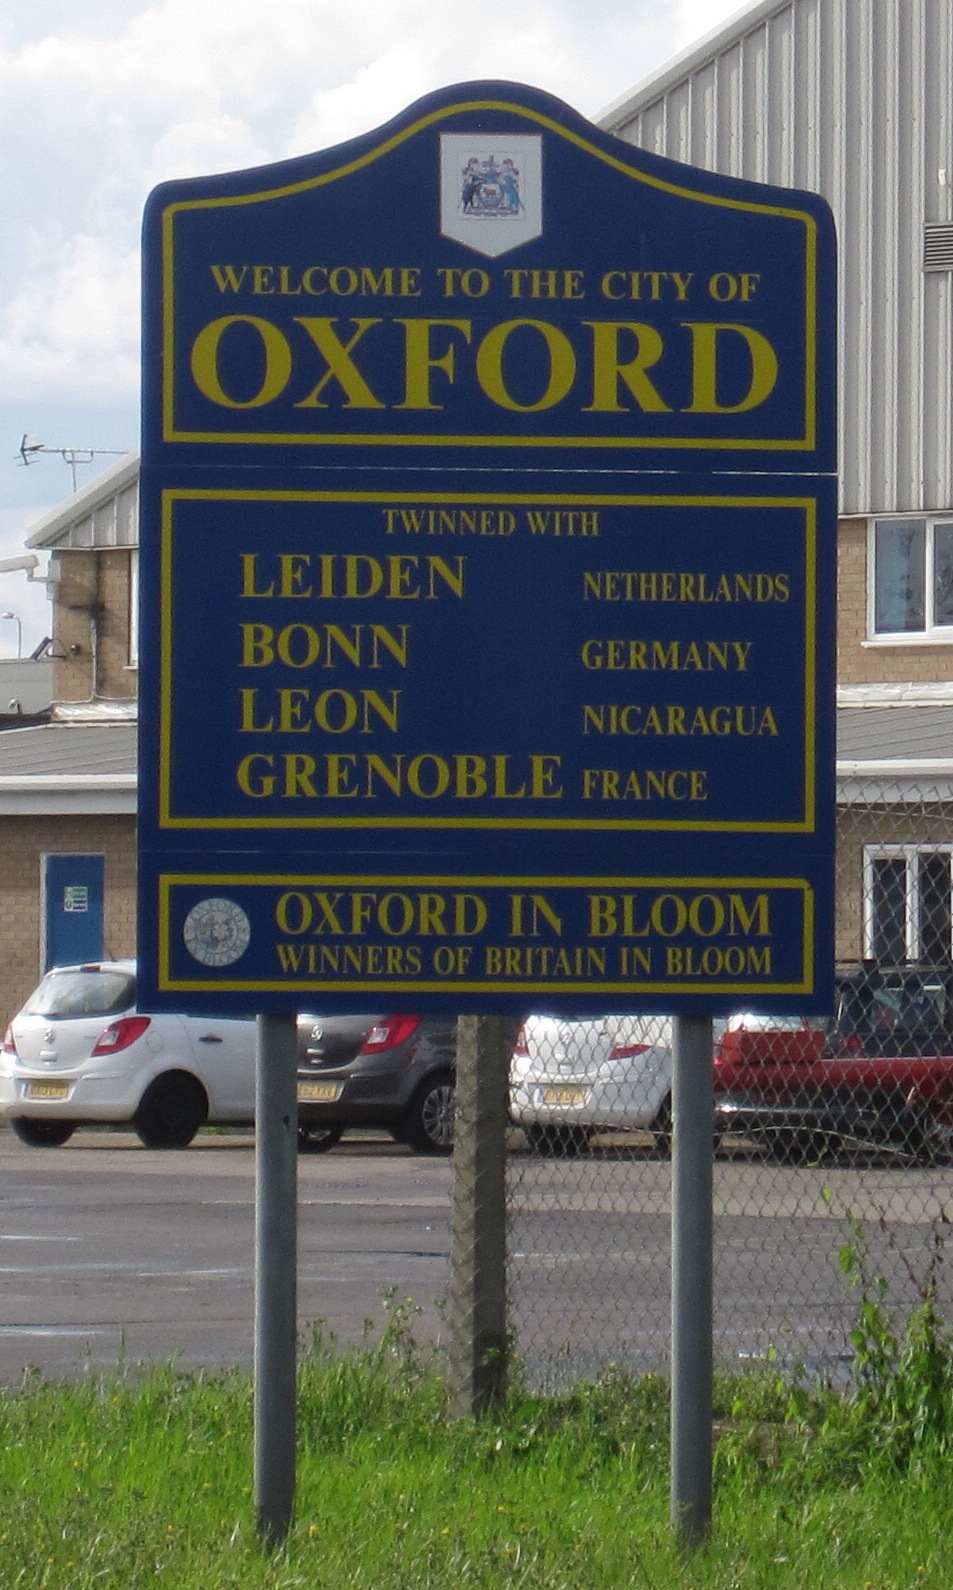 WELCOME TO THE CITY OF
OXFORD
TWINNED WITH
LEIDEN NETHERLANDS
BONN GERMANY
LEON NICARAGUA
GRENOBLE FRANCE
OXFORD IN BLOOM
WINNERS OF BRITAIN IN BLOOM